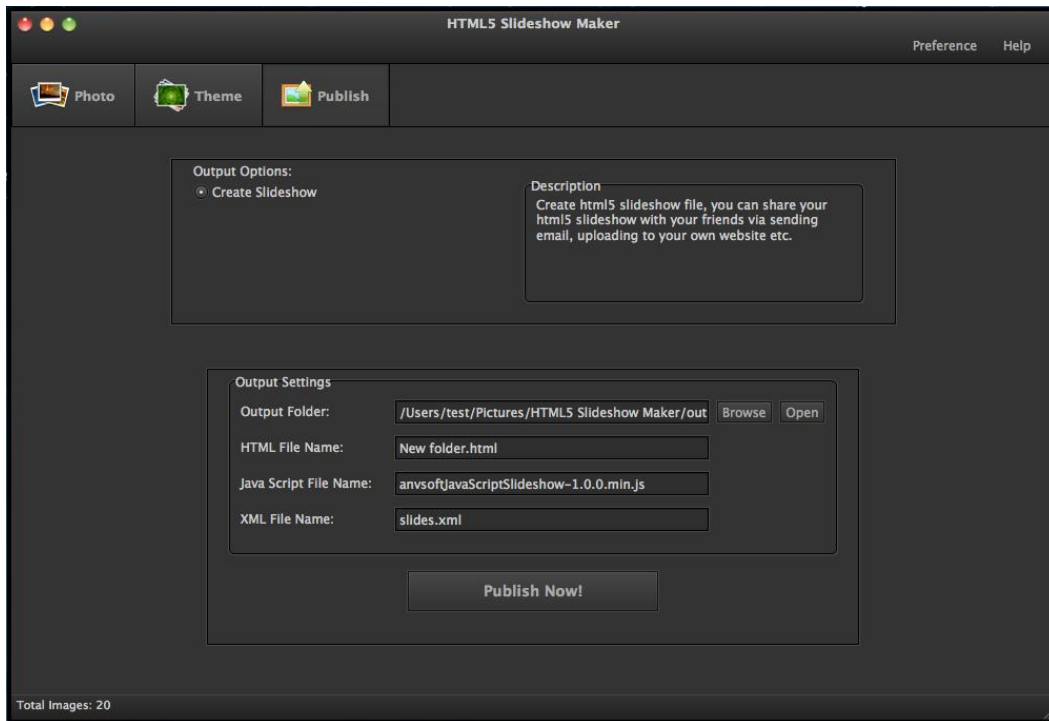 HTML5 Slideshow Maker
Preference Help
Photo Theme Publish
Output Options:
Create Slideshow
Description
Create html5 slideshow file, you can share your
html5 slideshow with your friends via sending
email, uploading to your own website etc.
Output Settings
Output Folder: /Users/test/Pictures/HTML5 Slideshow Maker/out Browse Open
HTML File Name: New folder.html
Java Script File Name: anvsoftJavaScriptSlideshow-1.0.0.min.js
XML File Name: slides.xml
Publish Now!
Total Images: 20